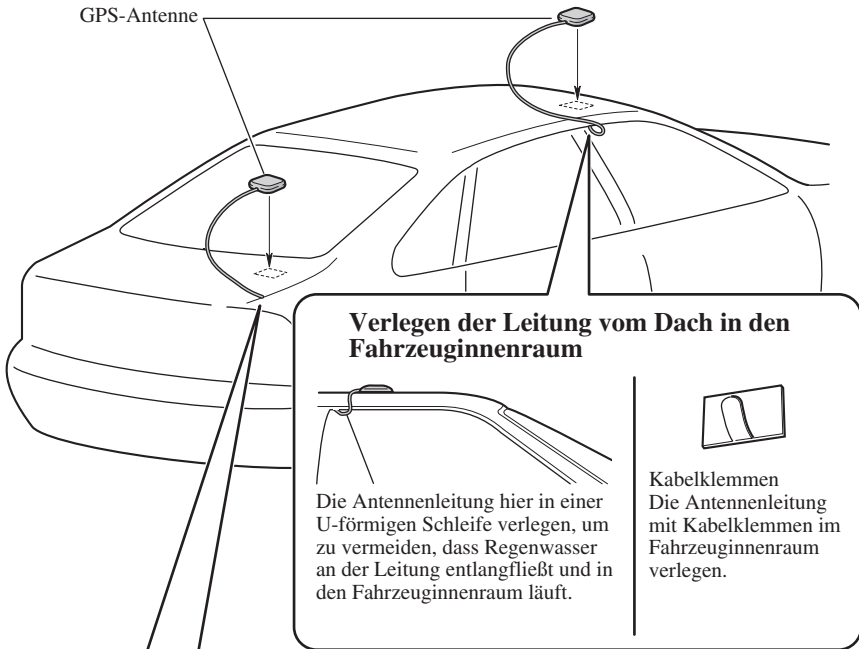 GPS-Antenne
Verlegen der Leitung vom Dach in den
Fahrzeuginnenraum
Die Antennenleitung hier in einer
U-förmigen Schleife verlegen, um
zu vermeiden, dass Regenwasser
an der Leitung entlangfließt und in
den Fahrzeuginnenraum läuft.
Kabelklemmen
Die Antennenleitung
mit Kabelklemmen im
Fahrzeuginnenraum
verlegen.